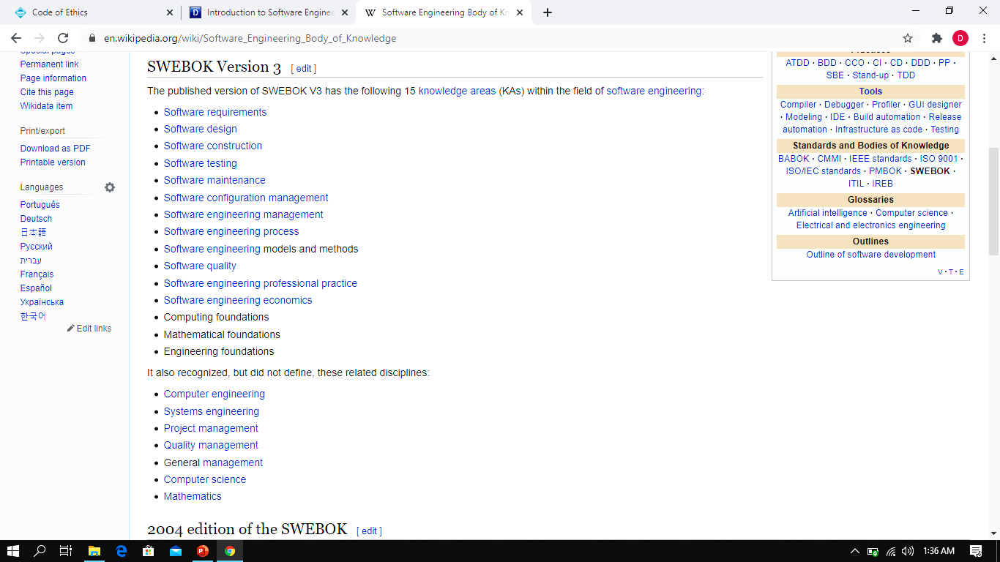 Code of Ethics
Introduction to Software Enginee
Software Engineering Body of Kn
en.wikipedia.org/wiki/Software_Engineering_Body_of_Knowledge
D
Special pages
Permanent link
Page information
Cite this page
Wikidata item
Print/export
Download as PDF
Printable version
Languages
Português
Deutsch
日本語
Русский
עברית
Français
Español
Українська
한국어
Edit links
SWEBOK Version 3 [ edit ]
The published version of SWEBOK V3 has the following 15 knowledge areas (KAs) within the field of software engineering:
Software requirements
Software design
Software construction
Software testing
Software maintenance
Software configuration management
Software engineering management
Software engineering process
Software engineering models and methods
Software quality
Software engineering professional practice
Software engineering economics
Computing foundations
Mathematical foundations
Engineering foundations
It also recognized, but did not define, these related disciplines:
Computer engineering
Systems engineering
Project management
Quality management
General management
Computer science
Mathematics
2004 edition of the SWEBOK [ edit ]
Practices
ATDD · BDD · CCO · CI · CD · DDD · PP ·
SBE · Stand-up · TDD
Tools
Compiler · Debugger · Profiler · GUI designer
· Modeling · IDE · Build automation · Release
automation · Infrastructure as code · Testing
Standards and Bodies of Knowledge
BABOK · CMMI · IEEE standards · ISO 9001 ·
ISO/IEC standards · PMBOK · SWEBOK ·
ITIL · IREB
Glossaries
Artificial intelligence · Computer science ·
Electrical and electronics engineering
Outlines
Outline of software development
V · T · E
1:36 AM